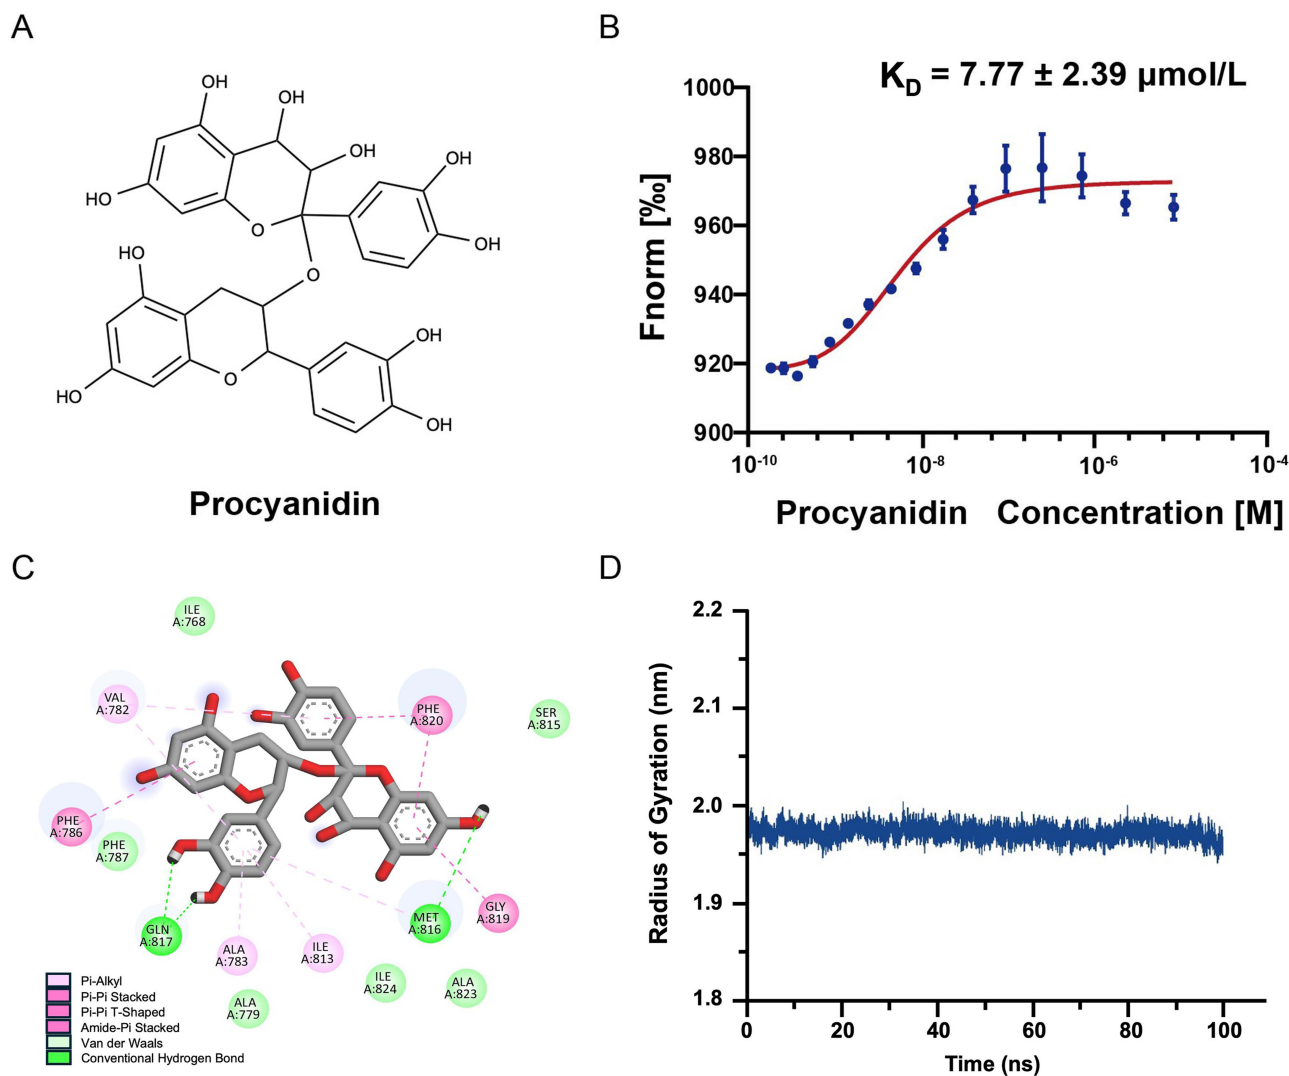 A
OH
OH
OH
OH
HO
O
OH
HO
O
OH
O
HO
OH
Procyanidin
B
K_D = 7.77 ± 2.39 μmol/L
1000
980
960
940
920
900
Fnorm [‰]
10^-10
10^-8
10^-6
10^-4
Procyanidin Concentration [M]
C
ILE
A:768
VAL
A:782
PHE
A:820
SER
A:815
PHE
A:786
PHE
A:787
GLN
A:817
ALA
A:783
ILE
A:813
MET
A:816
GLY
A:819
ILE
A:824
ALA
A:823
ALA
A:779
Pi-Alkyl
Pi-Pi Stacked
Pi-Pi T-Shaped
Amide-Pi Stacked
Van der Waals
Conventional Hydrogen Bond
D
2.2
2.1
2.0
1.9
1.8
Radius of Gyration (nm)
0
20
40
60
80
100
Time (ns)